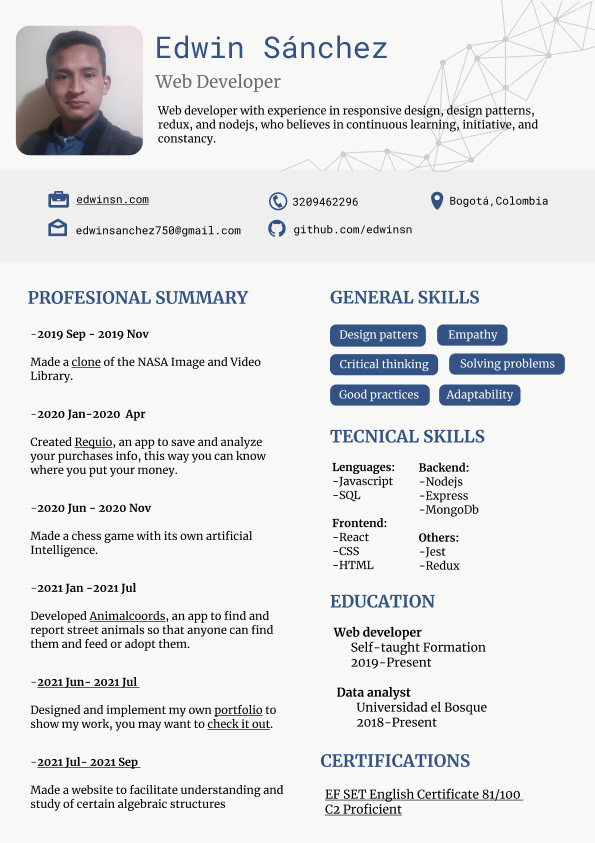 Edwin Sánchez
Web Developer
Web developer with experience in responsive design, design patterns,
redux, and nodejs, who believes in continuous learning, initiative, and
constancy.
edwinsn.com
3209462296
Bogotá,Colombia
edwinsanchez750@gmail.com
github.com/edwinsn
PROFESIONAL SUMMARY
-2019 Sep - 2019 Nov
Made a clone of the NASA Image and Video
Library.
-2020 Jan-2020 Apr
Created Requio, an app to save and analyze
your purchases info, this way you can know
where you put your money.
-2020 Jun - 2020 Nov
Made a chess game with its own artificial
Intelligence.
-2021 Jan -2021 Jul
Developed Animalcoords, an app to find and
report street animals so that anyone can find
them and feed or adopt them.
-2021 Jun- 2021 Jul
Designed and implement my own portfolio to
show my work, you may want to check it out.
-2021 Jul- 2021 Sep
Made a website to facilitate understanding and
study of certain algebraic structures
GENERAL SKILLS
Design patters
Empathy
Critical thinking
Solving problems
Good practices
Adaptability
TECNICAL SKILLS
Lenguages:
-Javascript
-SQL
Frontend:
-React
-CSS
-HTML
Backend:
-Nodejs
-Express
-MongoDb
Others:
-Jest
-Redux
EDUCATION
Web developer
Self-taught Formation
2019-Present
Data analyst
Universidad el Bosque
2018-Present
CERTIFICATIONS
EF SET English Certificate 81/100
C2 Proficient